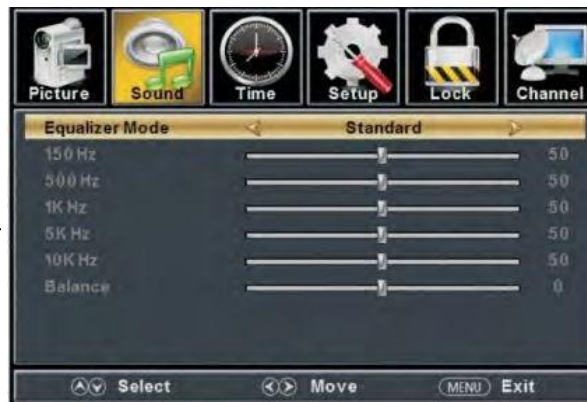 Picture Sound Time Setup Lock Channel
Equalizer Mode Standard
150 Hz 50
500 Hz 50
1K Hz 50
5K Hz 50
10K Hz 50
Balance 0
Select Move MENU Exit